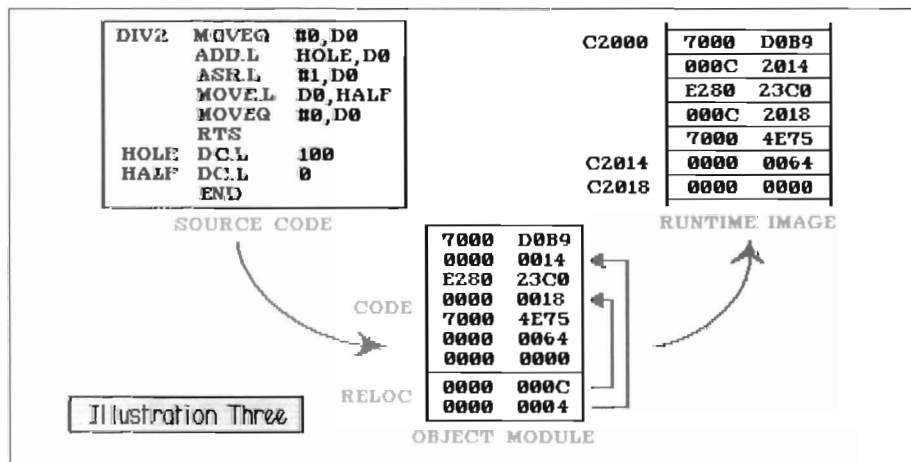 DIV2 MOVEQ #0,D0
ADD.L HOLE,D0
ASR.L #1,D0
MOVE.L D0,HALF
MOVEQ #0,D0
RTS
HOLE DC.L 100
HALF DC.L 0
END
SOURCE CODE
C2000 7000 D0B9
000C 2014
E280 23C0
000C 2018
7000 4E75
C2014 0000 0064
C2018 0000 0000
RUNTIME IMAGE
CODE
7000 D0B9
0000 0014
E280 23C0
0000 0018
7000 4E75
0000 0064
0000 0000
RELOC
0000 000C
0000 0004
OBJECT MODULE
Illustration Three